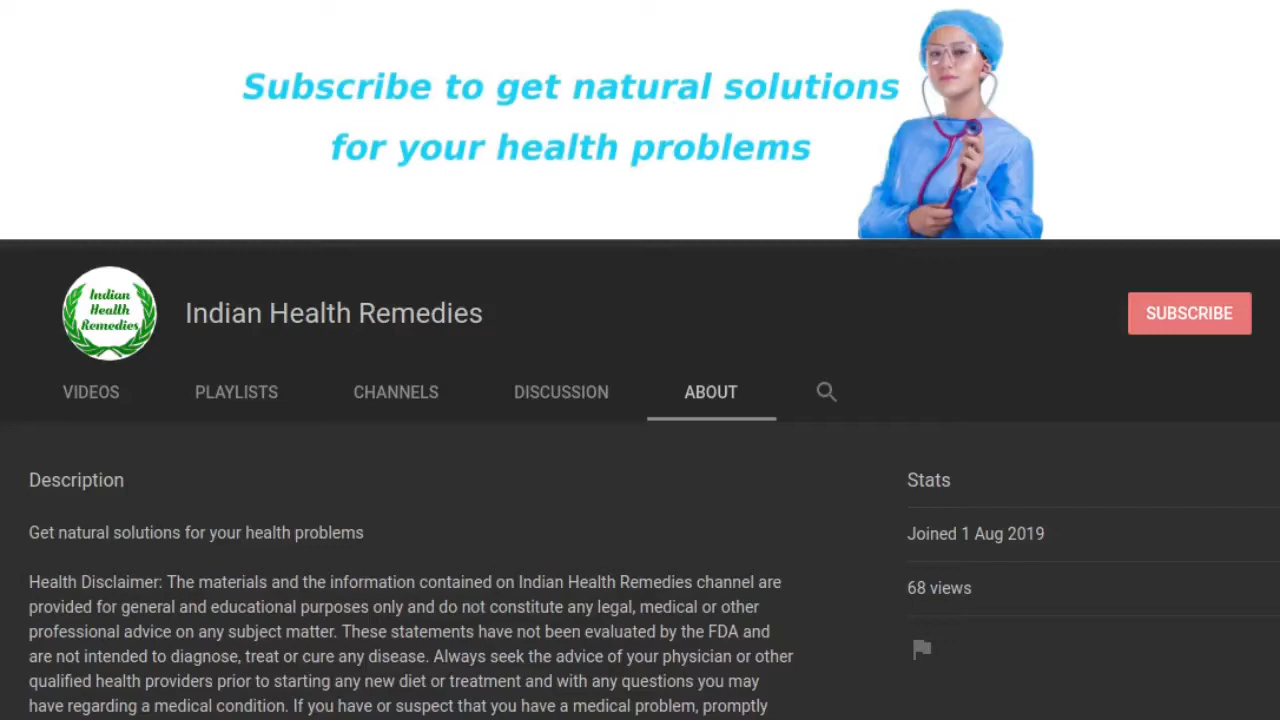 Subscribe to get natural solutions
for your health problems
Indian
Health
Remedies
Indian Health Remedies
SUBSCRIBE
VIDEOS PLAYLISTS CHANNELS DISCUSSION ABOUT
Description
Stats
Get natural solutions for your health problems
Joined 1 Aug 2019
68 views
Health Disclaimer: The materials and the information contained on Indian Health Remedies channel are
provided for general and educational purposes only and do not constitute any legal, medical or other
professional advice on any subject matter. These statements have not been evaluated by the FDA and
are not intended to diagnose, treat or cure any disease. Always seek the advice of your physician or other
qualified health providers prior to starting any new diet or treatment and with any questions you may
have regarding a medical condition. If you have or suspect that you have a medical problem, promptly